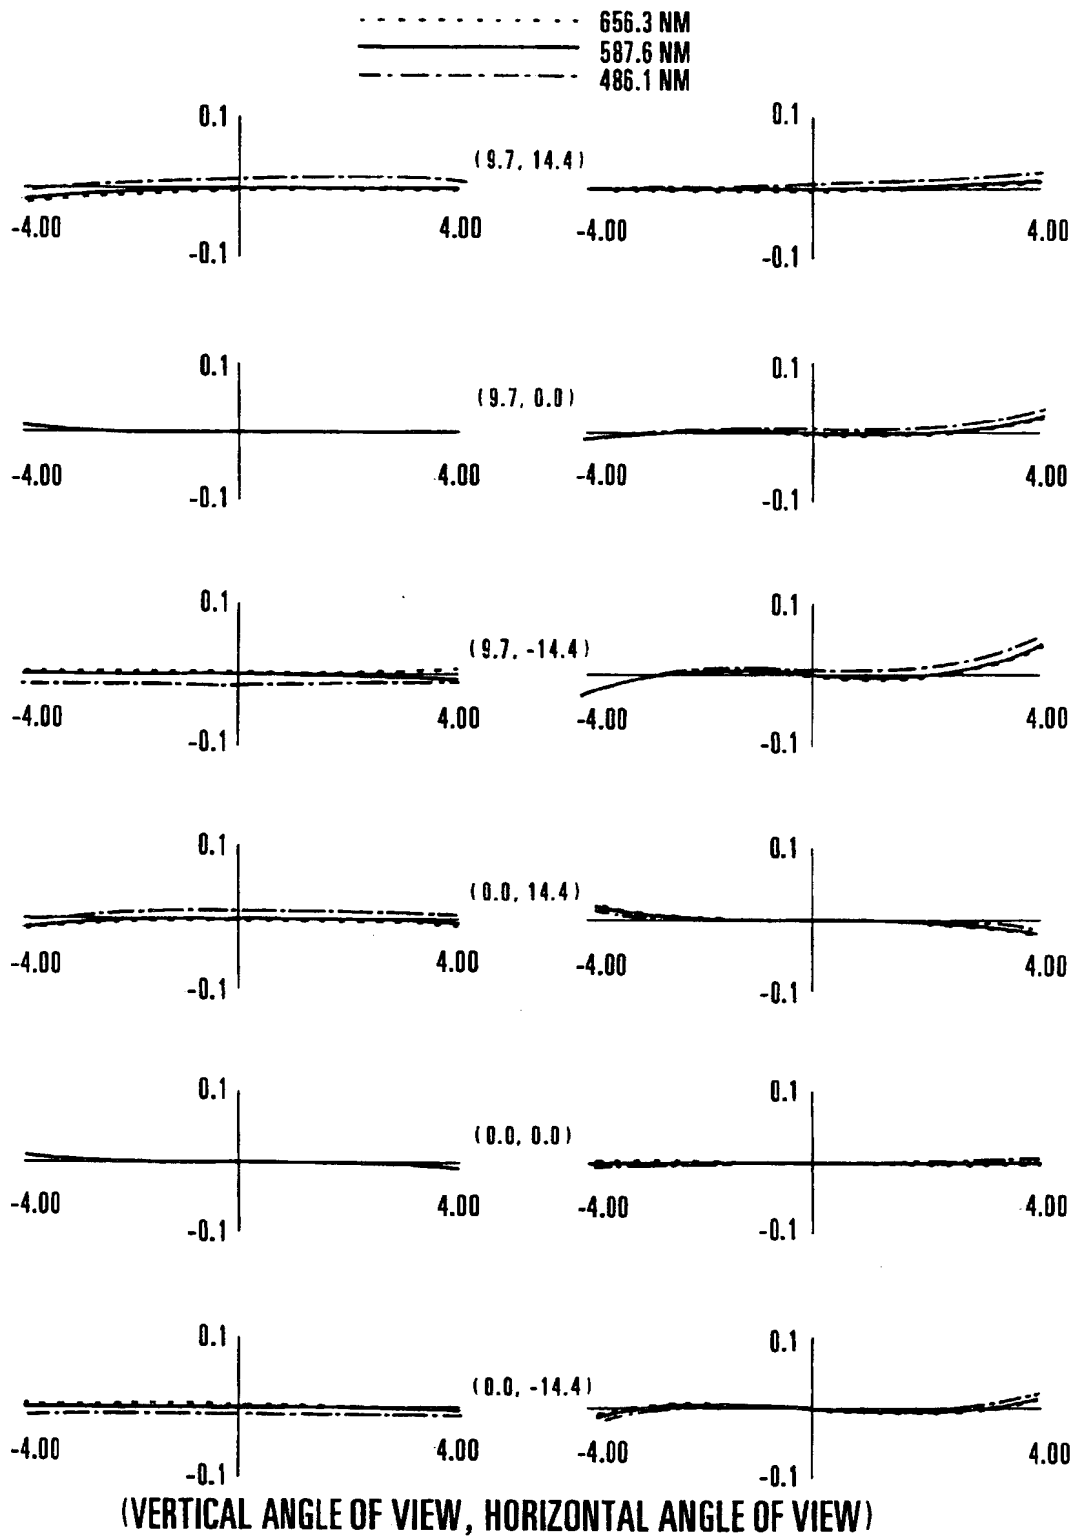 656.3 NM
587.6 NM
486.1 NM
0.1 0.1
(9.7, 14.4)
-4.00 4.00 -4.00 4.00
-0.1 -0.1
0.1 0.1
(9.7, 0.0)
-4.00 4.00 -4.00 4.00
-0.1 -0.1
0.1 0.1
(9.7, -14.4)
-4.00 4.00 -4.00 4.00
-0.1 -0.1
0.1 0.1
(0.0, 14.4)
-4.00 4.00 -4.00 4.00
-0.1 -0.1
0.1 0.1
(0.0, 0.0)
-4.00 4.00 -4.00 4.00
-0.1 -0.1
0.1 0.1
(0.0, -14.4)
-4.00 4.00 -4.00 4.00
-0.1 -0.1
(VERTICAL ANGLE OF VIEW, HORIZONTAL ANGLE OF VIEW)